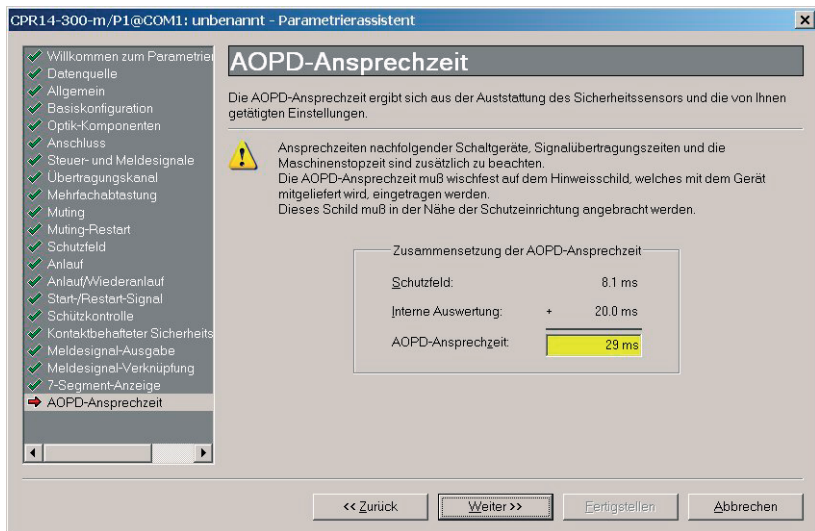 CPR14-300-m/P1@COM1: unbenannt - Parametrierassistent
Willkommen zum Parametrier
Datenquelle
Allgemein
Basiskonfiguration
Optik-Komponenten
Anschluss
Steuer- und Meldesignale
Übertragungskanal
Mehrfachabtastung
Muting
Muting-Restart
Schutzfeld
Anlauf
Anlauf/Wiederanlauf
Start-/Restart-Signal
Schützkontrolle
Kontaktbehafteter Sicherheits
Meldesignal-Ausgabe
Meldesignal-Verknüpfung
7-Segment-Anzeige
AOPD-Ansprechzeit
AOPD-Ansprechzeit
Die AOPD-Ansprechzeit ergibt sich aus der Auststattung des Sicherheitssensors und die von Ihnen
getätigten Einstellungen.
Ansprechzeiten nachfolgender Schaltgeräte, Signalübertragungszeiten und die
Maschinenstopzeit sind zusätzlich zu beachten.
Die AOPD-Ansprechzeit muß wischfest auf dem Hinweisschild, welches mit dem Gerät
mitgeliefert wird, eingetragen werden.
Dieses Schild muß in der Nähe der Schutzeinrichtung angebracht werden.
Zusammensetzung der AOPD-Ansprechzeit
Schutzfeld: 8.1 ms
Interne Auswertung: + 20.0 ms
AOPD-Ansprechzeit: 29 ms
<< Zurück Weiter >> Fertigstellen Abbrechen